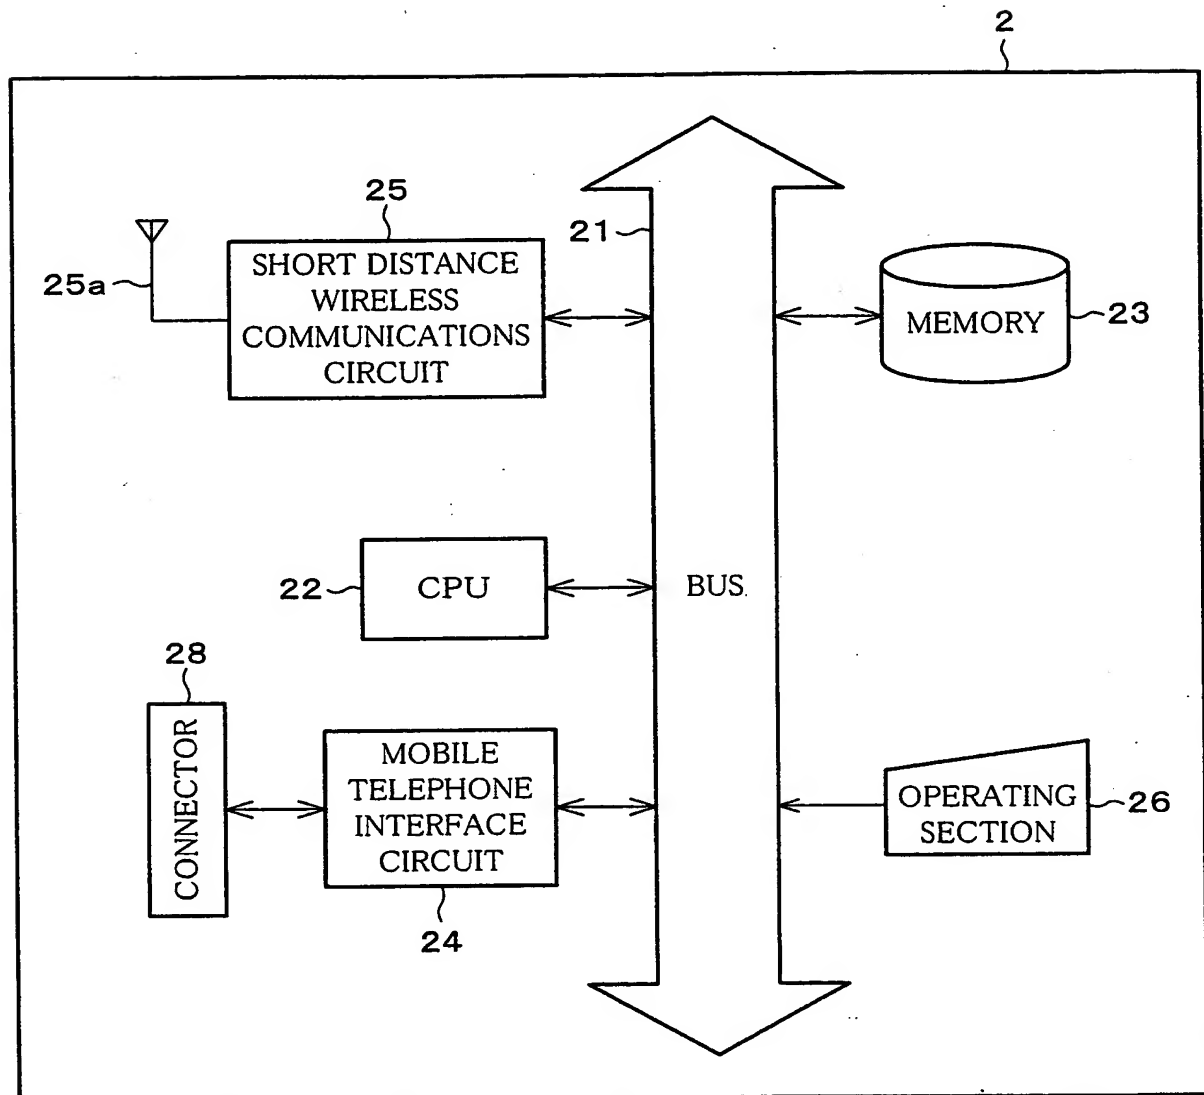 2
25
21
25a
SHORT DISTANCE
WIRELESS
COMMUNICATIONS
CIRCUIT
MEMORY
23
22
CPU
BUS
28
CONNECTOR
MOBILE
TELEPHONE
INTERFACE
CIRCUIT
24
OPERATING
SECTION
26